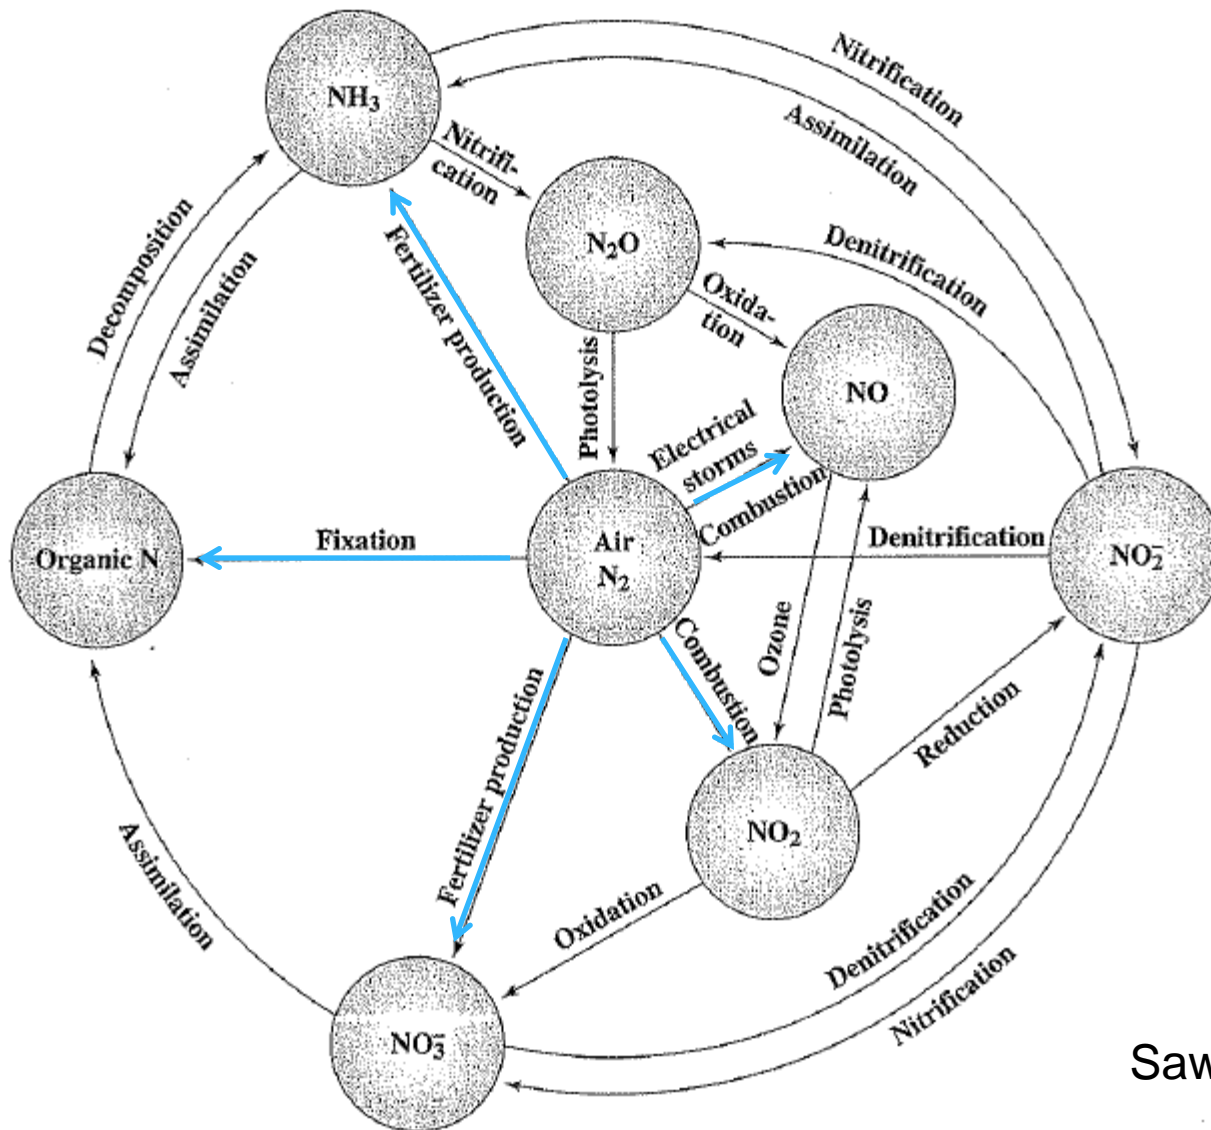 NH₃
Nitrification
Assimilation
Nitrifi-
cation
N₂O
Denitrification
Decomposition
Assimilation
Fertilizer production
Oxida-
tion
Photolysis
NO
Electrical
storms
Combustion
Organic N
Fixation
Air
N₂
Denitrification
NO₂⁻
Combustion
Ozone
Photolysis
Reduction
Fertilizer production
NO₂
Assimilation
Oxidation
Denitrification
Nitrification
NO₃⁻
Saw